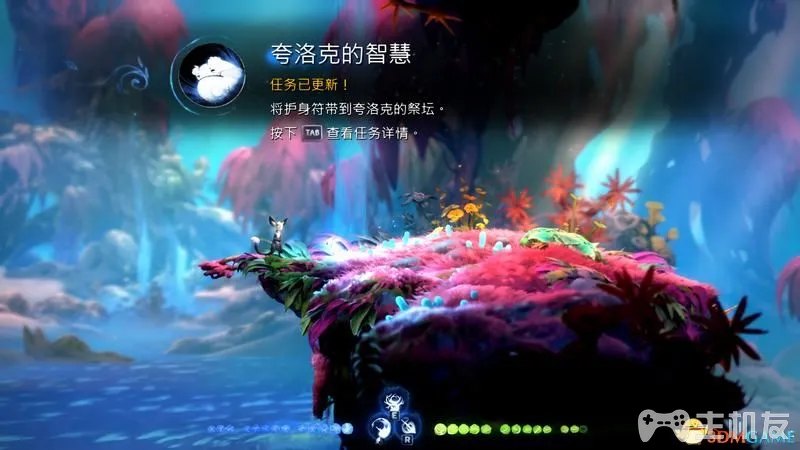 夸洛克的智慧
任务已更新！
将护身符带到夸洛克的祭坛。
按下 TAB 查看任务详情。
E
R
主机友
3DMGAME